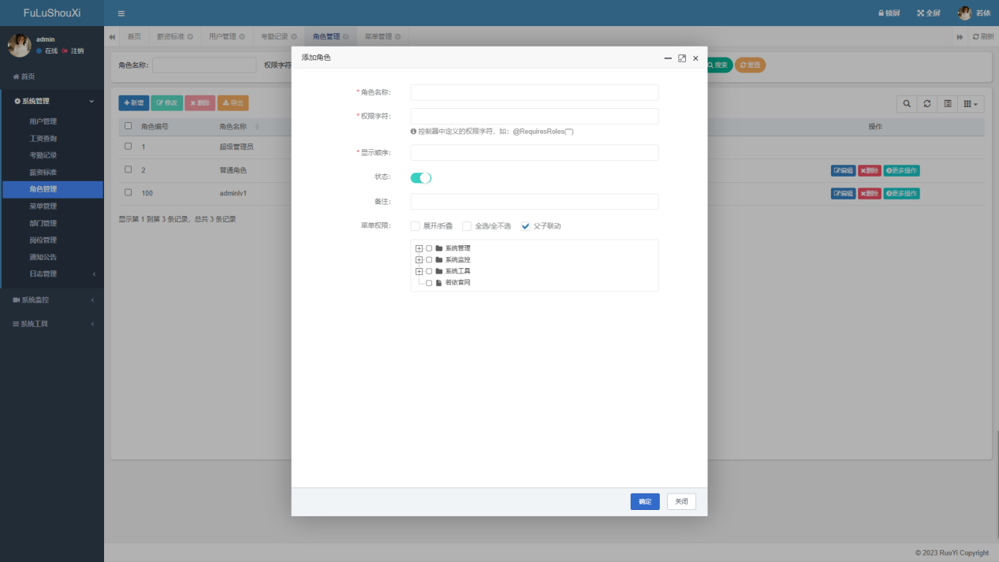 FuLuShouXi
锁屏 全屏 若依
admin
在线 注销
首页 薪资标准 用户管理 考勤记录 角色管理 菜单管理 刷新
首页
系统管理
用户管理
工资查询
考勤记录
薪资标准
角色管理
菜单管理
部门管理
岗位管理
通知公告
日志管理
系统监控
系统工具
角色名称: 权限字符 搜索 重置
新增 修改 删除 导出
角色编号 角色名称 操作
1 超级管理员
2 普通角色 编辑 删除 更多操作
100 adminlv1 编辑 删除 更多操作
显示第 1 到第 3 条记录，总共 3 条记录
添加角色
* 角色名称:
* 权限字符:
控制器中定义的权限字符，如：@RequiresRoles("")
* 显示顺序:
状态:
备注:
菜单权限: 展开/折叠 全选/全不选 父子联动
系统管理
系统监控
系统工具
若依官网
确定 关闭
© 2023 RuoYi Copyright